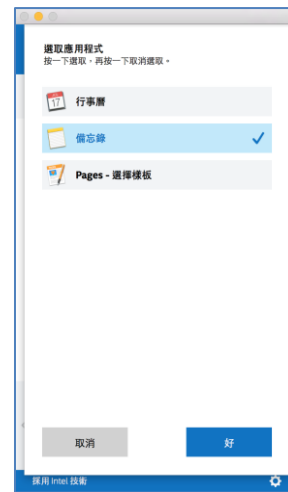 選取應用程式
按一下選取，再按一下取消選取。
17
行事曆
備忘錄
Pages - 選擇樣板
取消
好
採用 Intel 技術